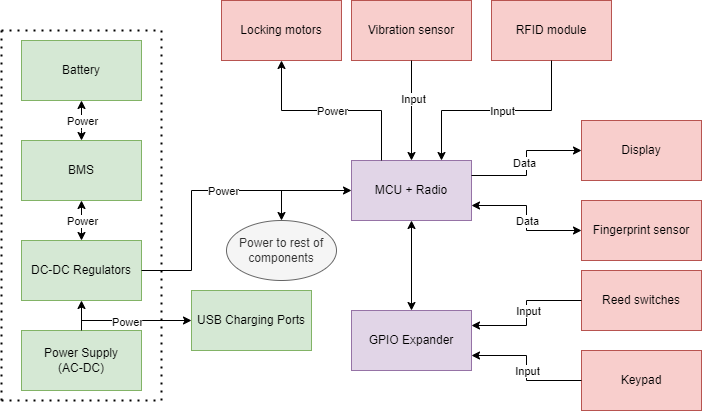 Locking motors
Vibration sensor
RFID module
Battery
Power
Input
Input
Power
BMS
Display
Data
MCU + Radio
Power
Power
Data
Fingerprint sensor
Power to rest of
components
DC-DC Regulators
Reed switches
Input
USB Charging Ports
Power
GPIO Expander
Power Supply
(AC-DC)
Input
Keypad